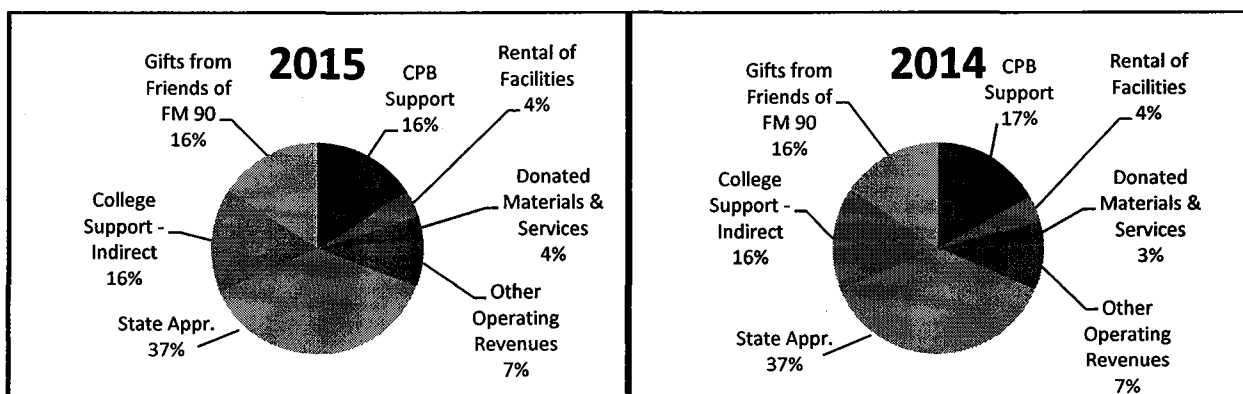 2015
Gifts from
Friends of
FM 90
16%
CPB
Support
16%
Rental of
Facilities
4%
Donated
Materials &
Services
4%
Other
Operating
Revenues
7%
State Appr.
37%
College
Support -
Indirect
16%
2014
Gifts from
Friends of
FM 90
16%
CPB
Support
17%
Rental of
Facilities
4%
Donated
Materials &
Services
3%
Other
Operating
Revenues
7%
State Appr.
37%
College
Support -
Indirect
16%